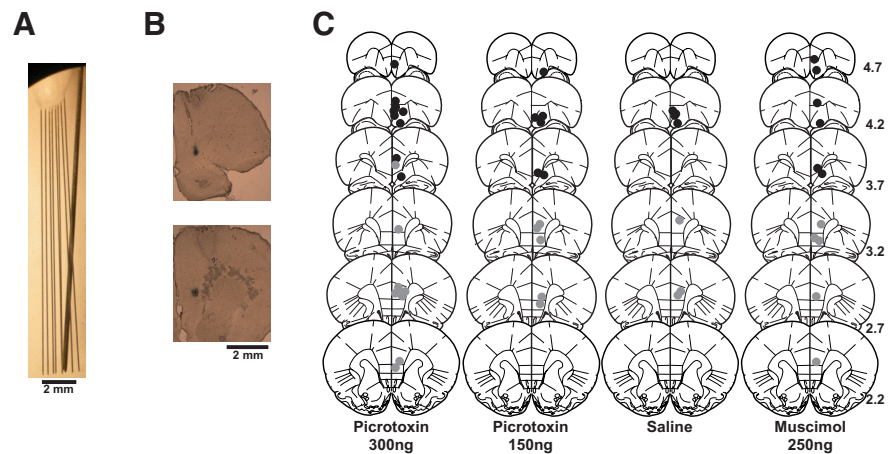 A
B
C
2 mm
2 mm
4.7
4.2
3.7
3.2
2.7
2.2
Picrotoxin
300ng
Picrotoxin
150ng
Saline
Muscimol
250ng